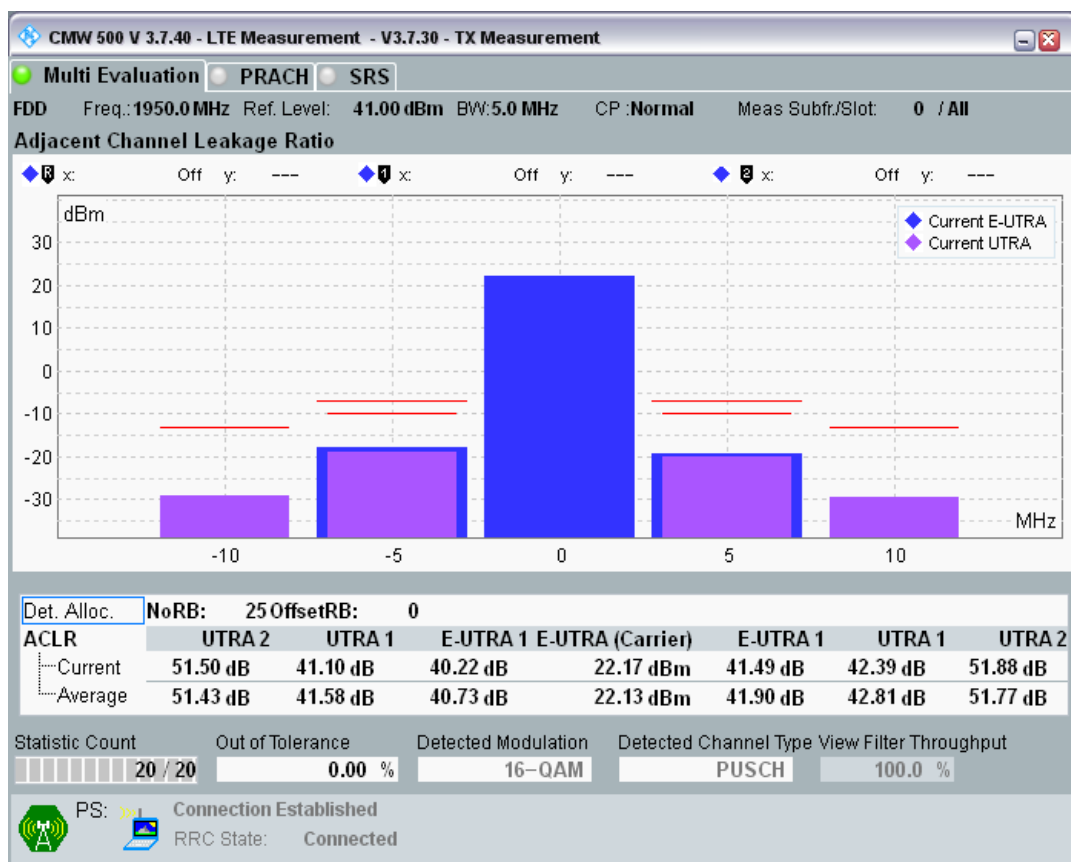 CMW 500 V 3.7.40 - LTE Measurement - V3.7.30 - TX Measurement
Multi Evaluation PRACH SRS
FDD Freq.: 1950.0 MHz Ref. Level: 41.00 dBm BW: 5.0 MHz CP : Normal Meas Subfr./Slot: 0 / All
Adjacent Channel Leakage Ratio
R x: Off y: --- 1 x: Off y: --- 2 x: Off y: ---
dBm
Current E-UTRA
Current UTRA
30
20
10
0
-10
-20
-30
MHz
-10 -5 0 5 10
Det. Alloc. NoRB: 25 OffsetRB: 0
ACLR UTRA 2 UTRA 1 E-UTRA 1 E-UTRA (Carrier) E-UTRA 1 UTRA 1 UTRA 2
Current 51.50 dB 41.10 dB 40.22 dB 22.17 dBm 41.49 dB 42.39 dB 51.88 dB
Average 51.43 dB 41.58 dB 40.73 dB 22.13 dBm 41.90 dB 42.81 dB 51.77 dB
Statistic Count Out of Tolerance Detected Modulation Detected Channel Type View Filter Throughput
20 / 20 0.00 % 16-QAM PUSCH 100.0 %
PS: Connection Established
RRC State: Connected